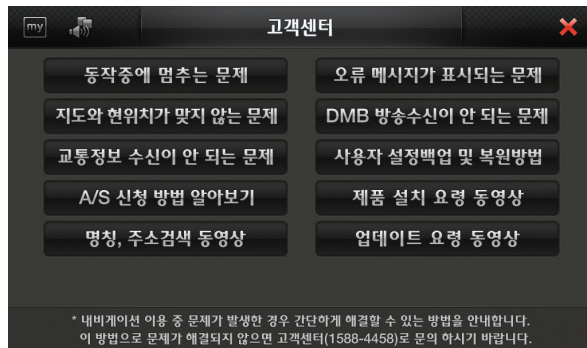 my
고객센터
동작중에 멈추는 문제
오류 메시지가 표시되는 문제
지도와 현위치가 맞지 않는 문제
DMB 방송수신이 안 되는 문제
교통정보 수신이 안 되는 문제
사용자 설정백업 및 복원방법
A/S 신청 방법 알아보기
제품 설치 요령 동영상
명칭, 주소검색 동영상
업데이트 요령 동영상
* 내비게이션 이용 중 문제가 발생한 경우 간단하게 해결할 수 있는 방법을 안내합니다.
이 방법으로 문제가 해결되지 않으면 고객센터(1588-4458)로 문의 하시기 바랍니다.